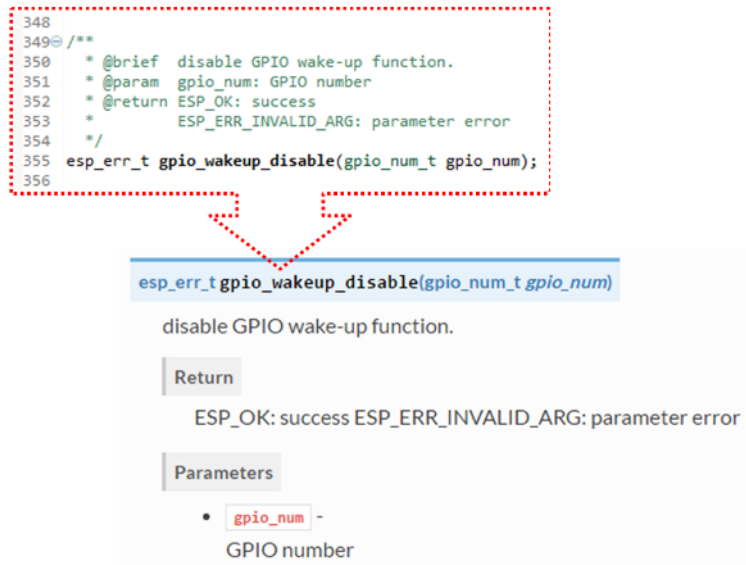 348
349 /**
350 * @brief disable GPIO wake-up function.
351 * @param gpio_num: GPIO number
352 * @return ESP_OK: success
353 * ESP_ERR_INVALID_ARG: parameter error
354 */
355 esp_err_t gpio_wakeup_disable(gpio_num_t gpio_num);
356
esp_err_t gpio_wakeup_disable(gpio_num_t gpio_num)
disable GPIO wake-up function.
Return
ESP_OK: success ESP_ERR_INVALID_ARG: parameter error
Parameters
• gpio_num -
GPIO number